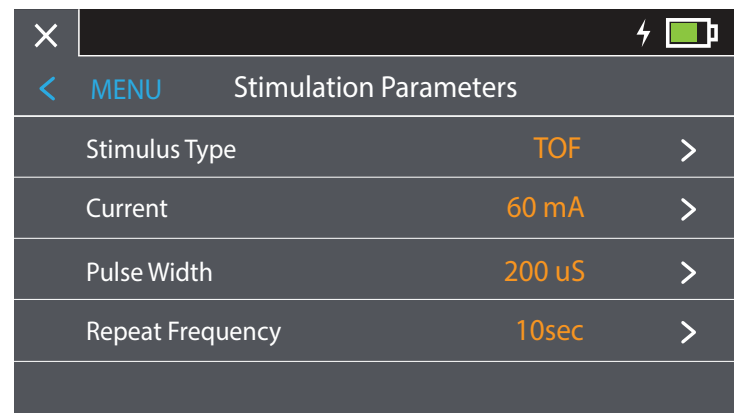 MENU Stimulation Parameters
Stimulus Type TOF
Current 60 mA
Pulse Width 200 uS
Repeat Frequency 10sec